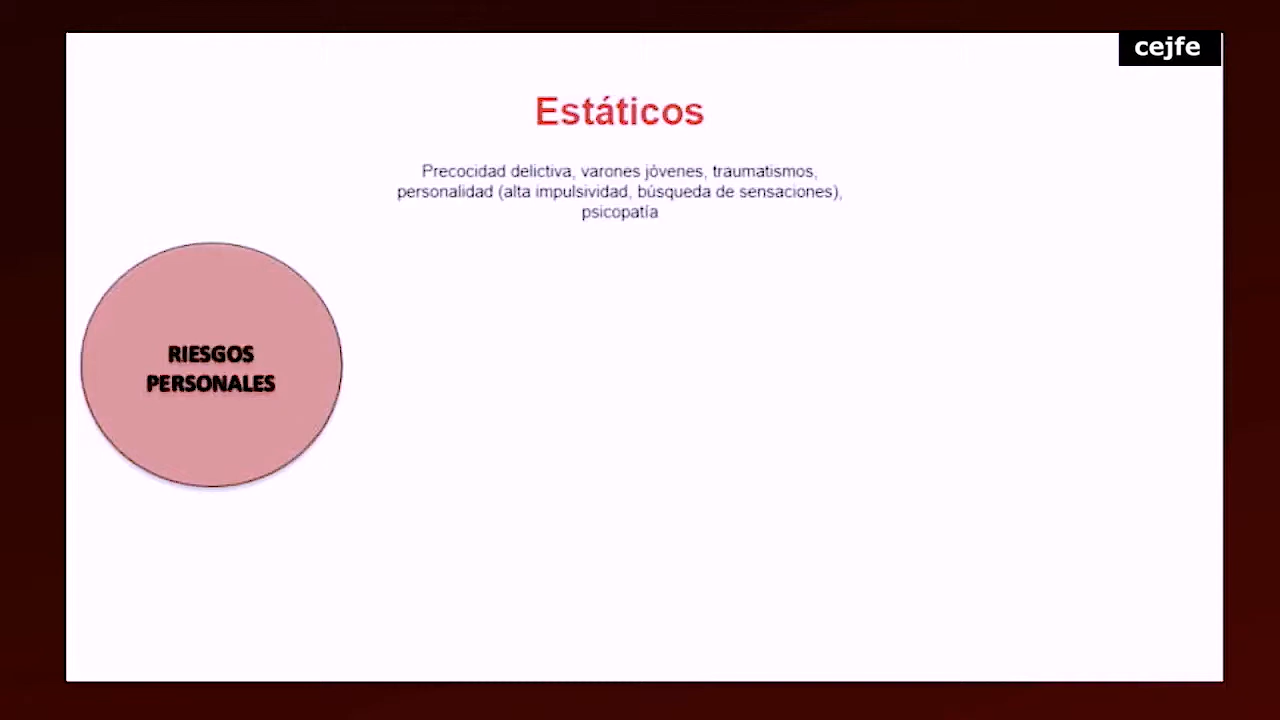 cejfe
Estáticos
Precocidad delictiva, varones jóvenes, traumatismos,
personalidad (alta impulsividad, búsqueda de sensaciones),
psicopatía
RIESGOS
PERSONALES